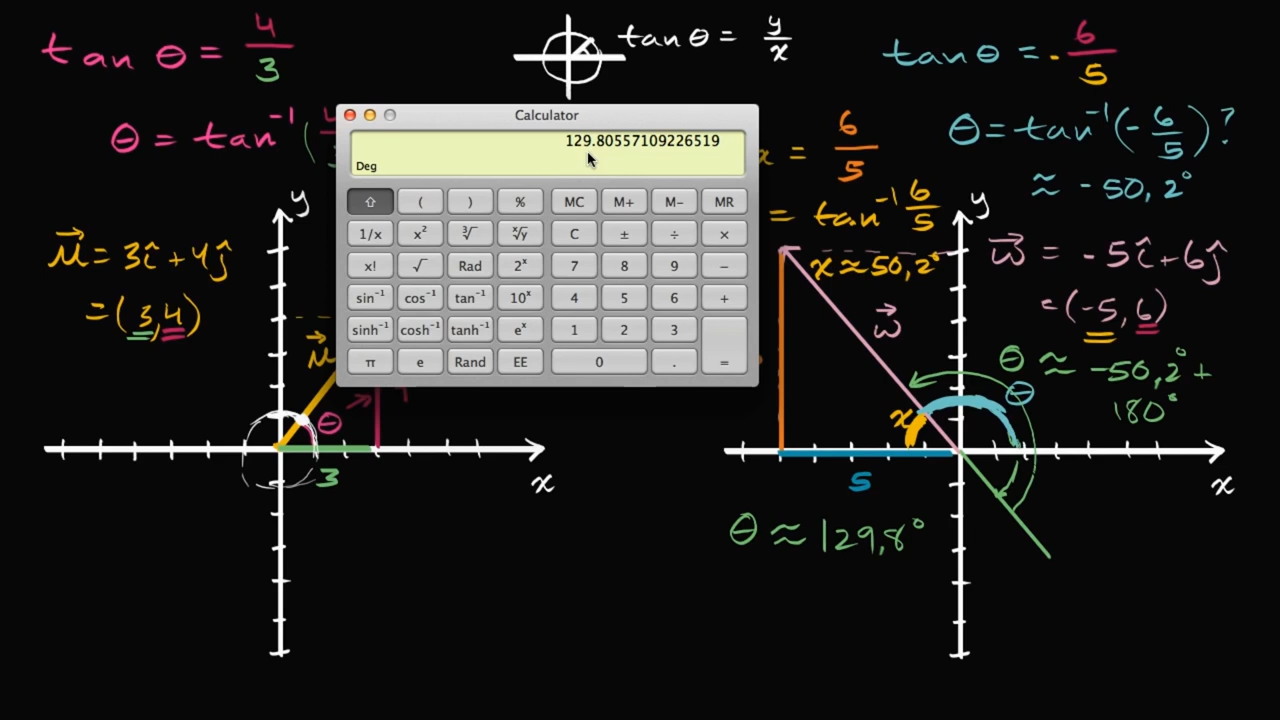 tan θ = 4/3
tan θ = y/x
tan θ = -6/5
θ = tan⁻¹(
θ = tan⁻¹(-6/5)?
≈ -50,2°
Calculator
129.80557109226519
Deg
⇧ ( ) % MC M+ M− MR
1/x x² ³√ ˣ√y C ± ÷ ×
x! √ Rad 2ˣ 7 8 9 −
sin⁻¹ cos⁻¹ tan⁻¹ 10ˣ 4 5 6 +
sinh⁻¹ cosh⁻¹ tanh⁻¹ eˣ 1 2 3
π e Rand EE 0 . =
= 6/5
= tan⁻¹ 6/5
x ≈ 50,2°
y
u⃗ = 3î + 4ĵ
= (3,4)
u⃗
θ
3
x
y
w⃗ = -5î + 6ĵ
= (-5,6)
w⃗
θ ≈ -50,2° +
180°
θ
x
5
x
θ ≈ 129,8°